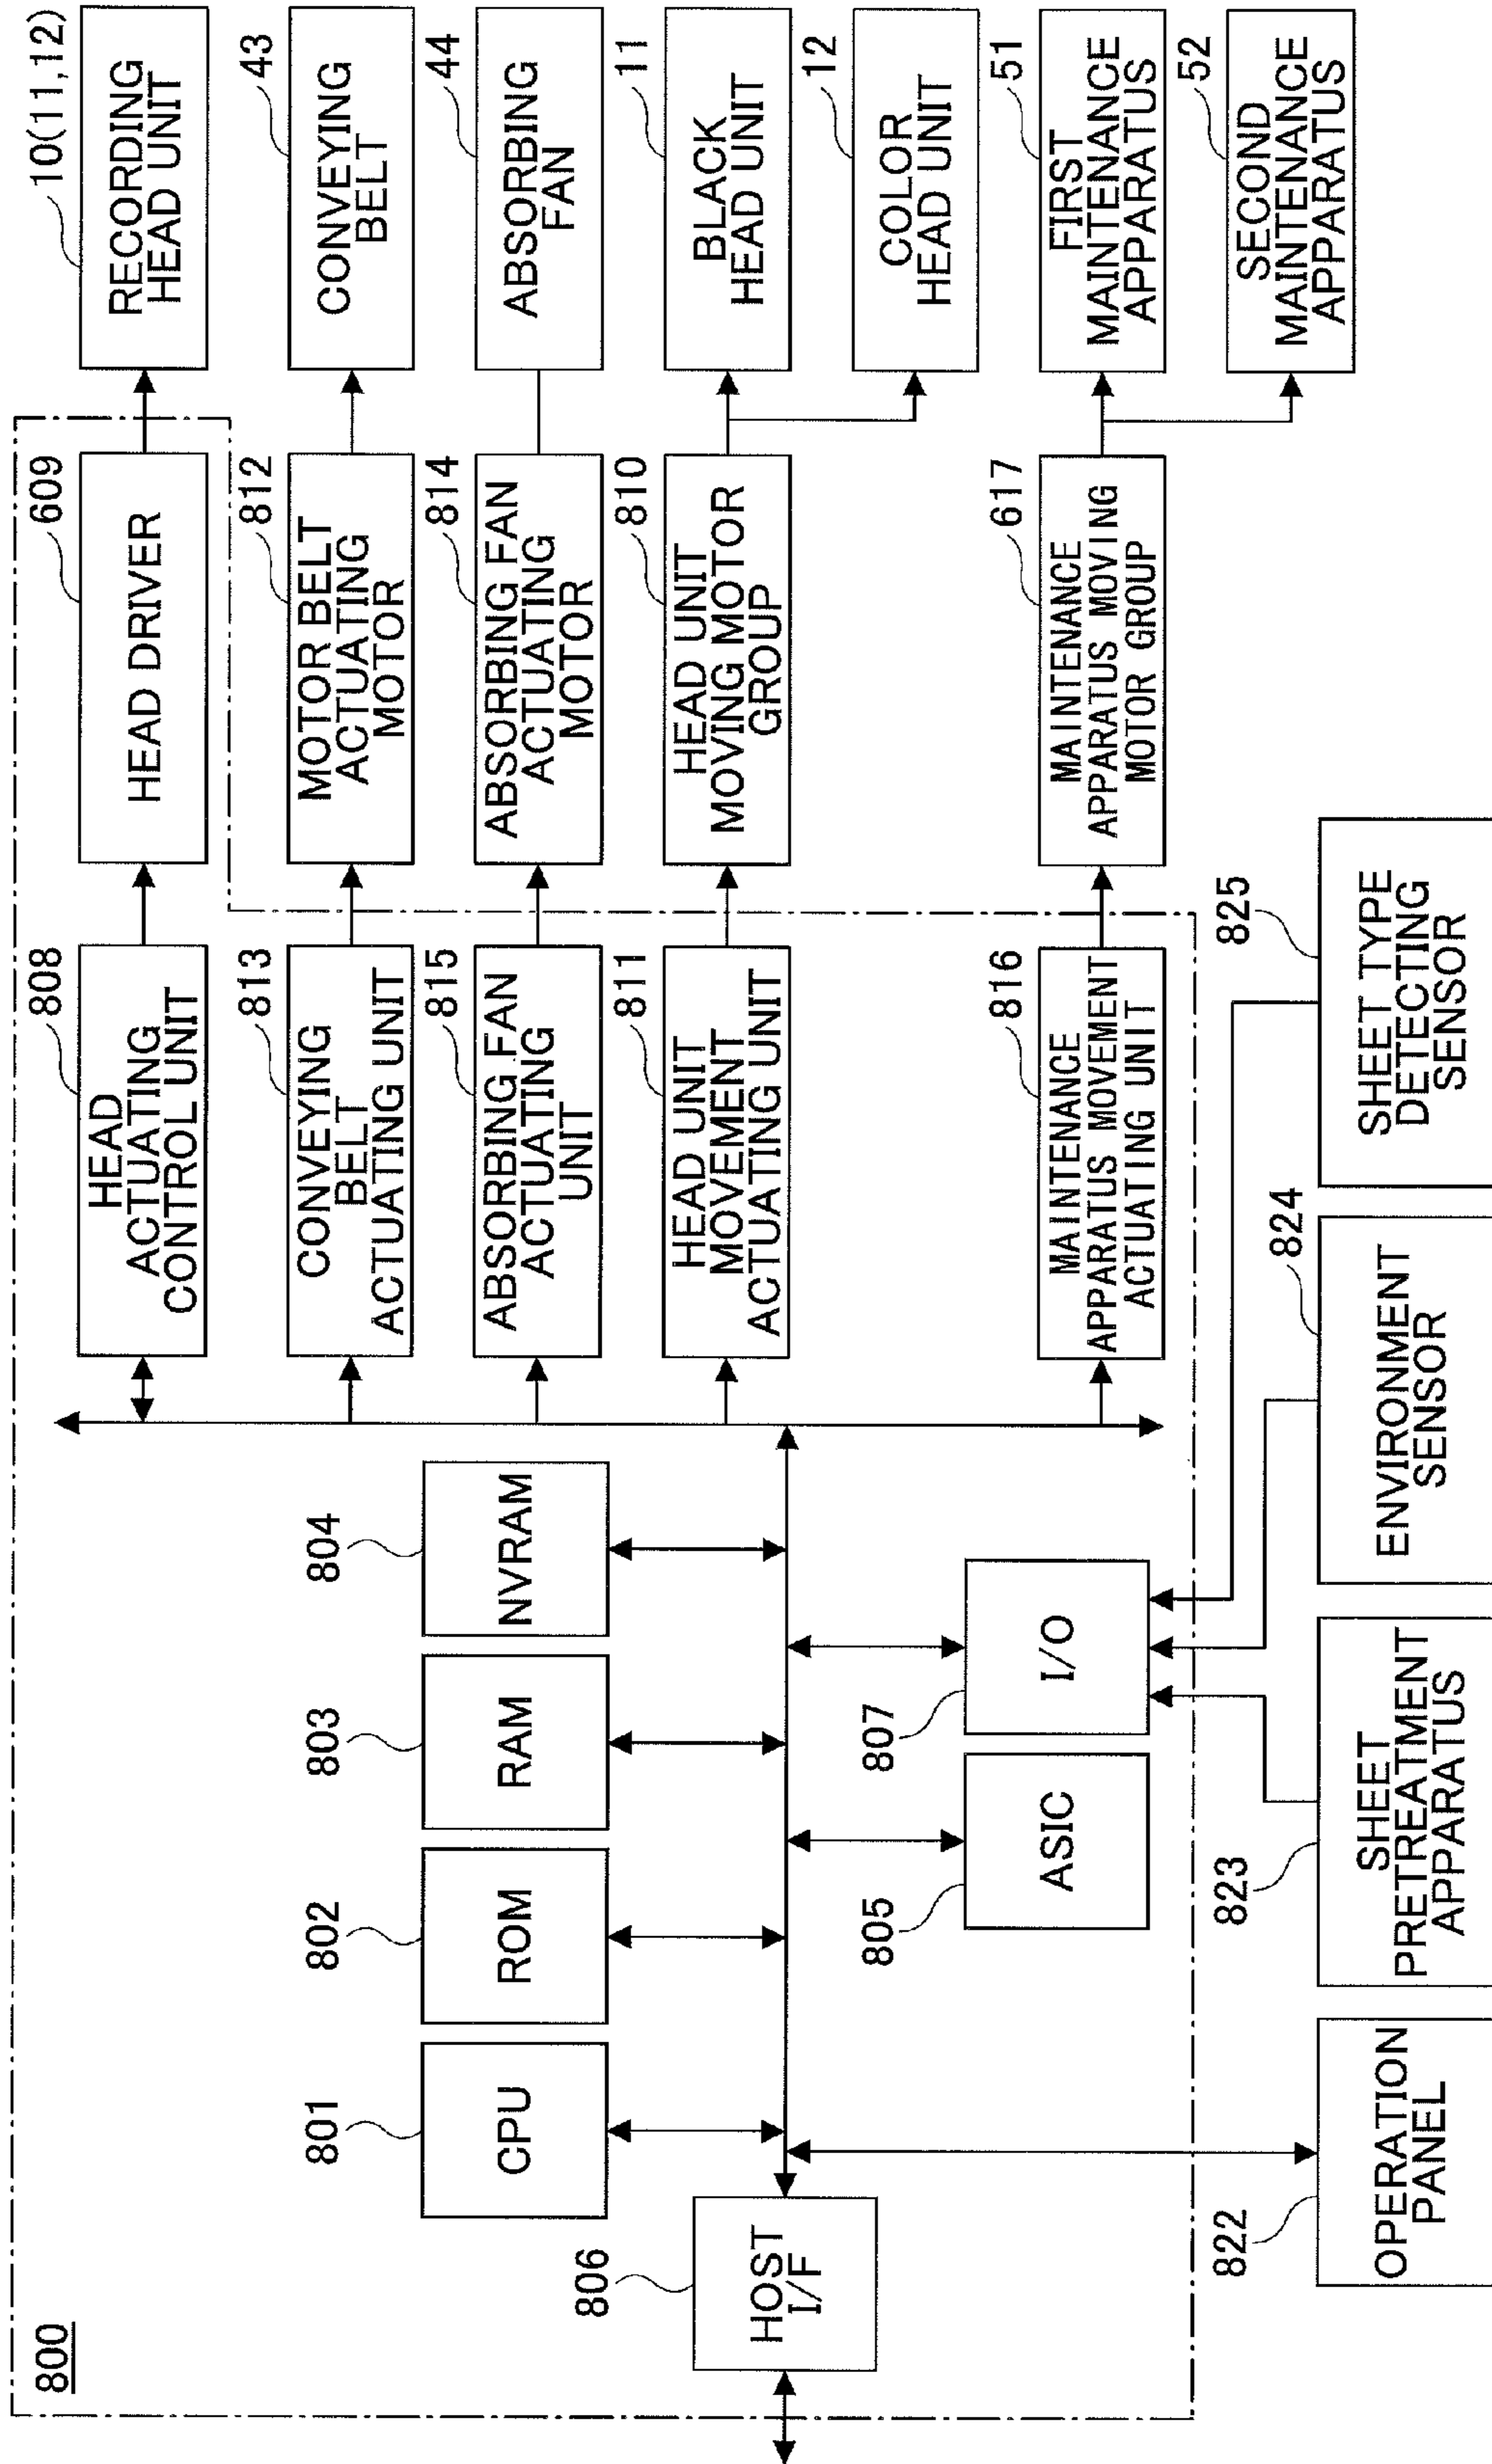 800
HEAD
ACTUATING
CONTROL UNIT
808
HEAD DRIVER
609
RECORDING
HEAD UNIT
10(11,12)
CONVEYING
BELT
ACTUATING UNIT
813
MOTOR BELT
ACTUATING
MOTOR
812
CONVEYING
BELT
43
ABSORBING FAN
ACTUATING
UNIT
815
ABSORBING FAN
ACTUATING
MOTOR
814
ABSORBING
FAN
44
HEAD UNIT
MOVEMENT
ACTUATING UNIT
811
HEAD UNIT
MOVING MOTOR
GROUP
810
BLACK
HEAD UNIT
11
COLOR
HEAD UNIT
12
MAINTENANCE
APPARATUS MOVEMENT
ACTUATING UNIT
816
MAINTENANCE
APPARATUS MOVING
MOTOR GROUP
617
FIRST
MAINTENANCE
APPARATUS
51
SECOND
MAINTENANCE
APPARATUS
52
801
CPU
802
ROM
803
RAM
804
NVRAM
806
HOST
I/F
805
ASIC
807
I/O
822
OPERATION
PANEL
823
SHEET
PRETREATMENT
APPARATUS
824
ENVIRONMENT
SENSOR
825
SHEET TYPE
DETECTING
SENSOR